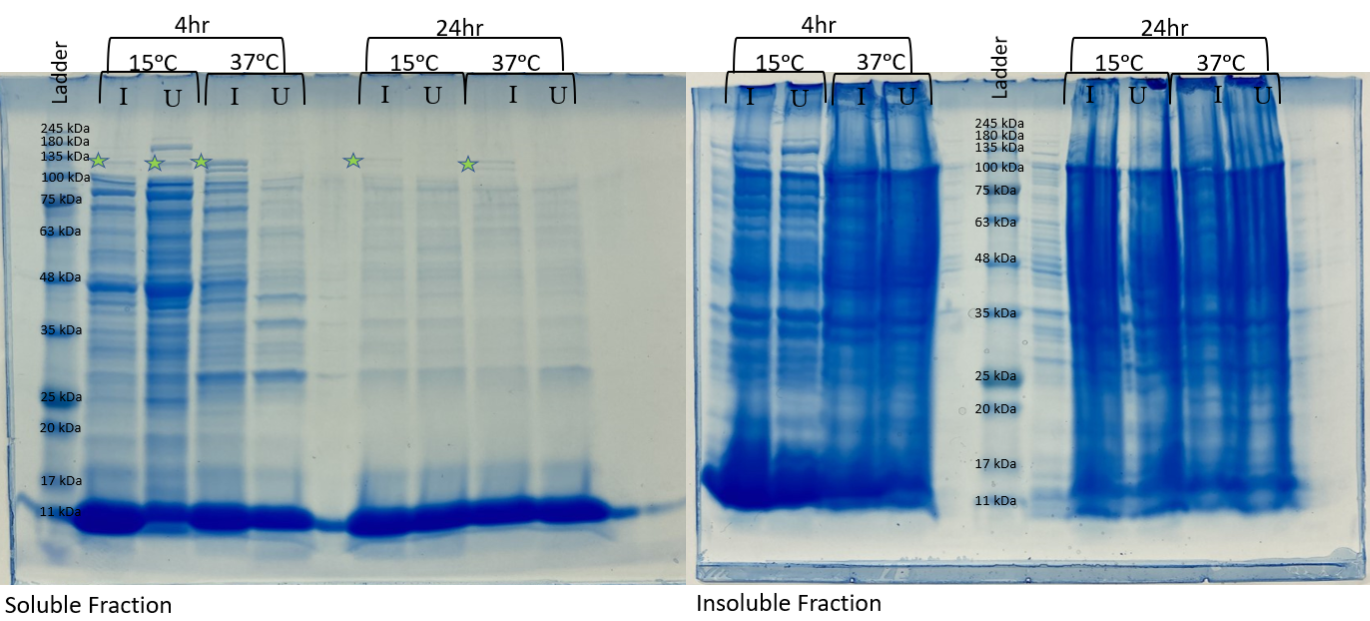 4hr
24hr
15°C
37°C
15°C
37°C
Ladder
I
U
I
U
I
U
I
U
245 kDa
180 kDa
135 kDa
100 kDa
75 kDa
63 kDa
48 kDa
35 kDa
25 kDa
20 kDa
17 kDa
11 kDa
Soluble Fraction
4hr
24hr
15°C
37°C
15°C
37°C
Ladder
I
U
I
U
I
U
I
U
245 kDa
180 kDa
135 kDa
100 kDa
75 kDa
63 kDa
48 kDa
35 kDa
25 kDa
20 kDa
17 kDa
11 kDa
Insoluble Fraction